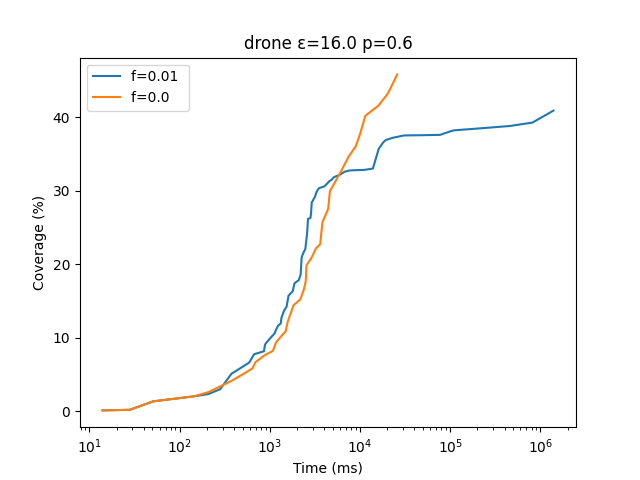 drone ε=16.0 p=0.6
f=0.01
f=0.0
Coverage (%)
40
30
20
10
0
10¹ 10² 10³ 10⁴ 10⁵ 10⁶
Time (ms)